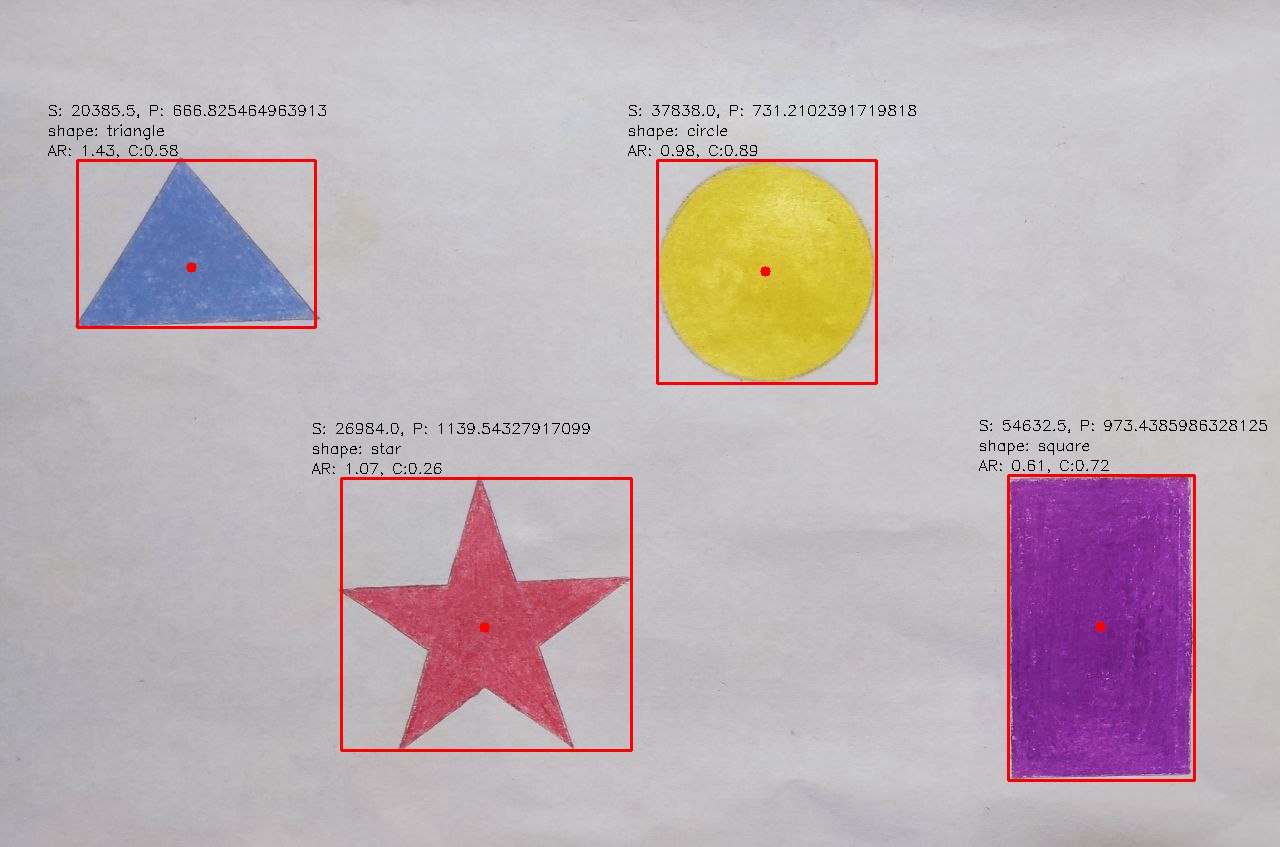 S: 20385.5, P: 666.825464963913
shape: triangle
AR: 1.43, C:0.58
S: 37838.0, P: 731.2102391719818
shape: circle
AR: 0.98, C:0.89
S: 26984.0, P: 1139.54327917099
shape: star
AR: 1.07, C:0.26
S: 54632.5, P: 973.4385986328125
shape: square
AR: 0.61, C:0.72